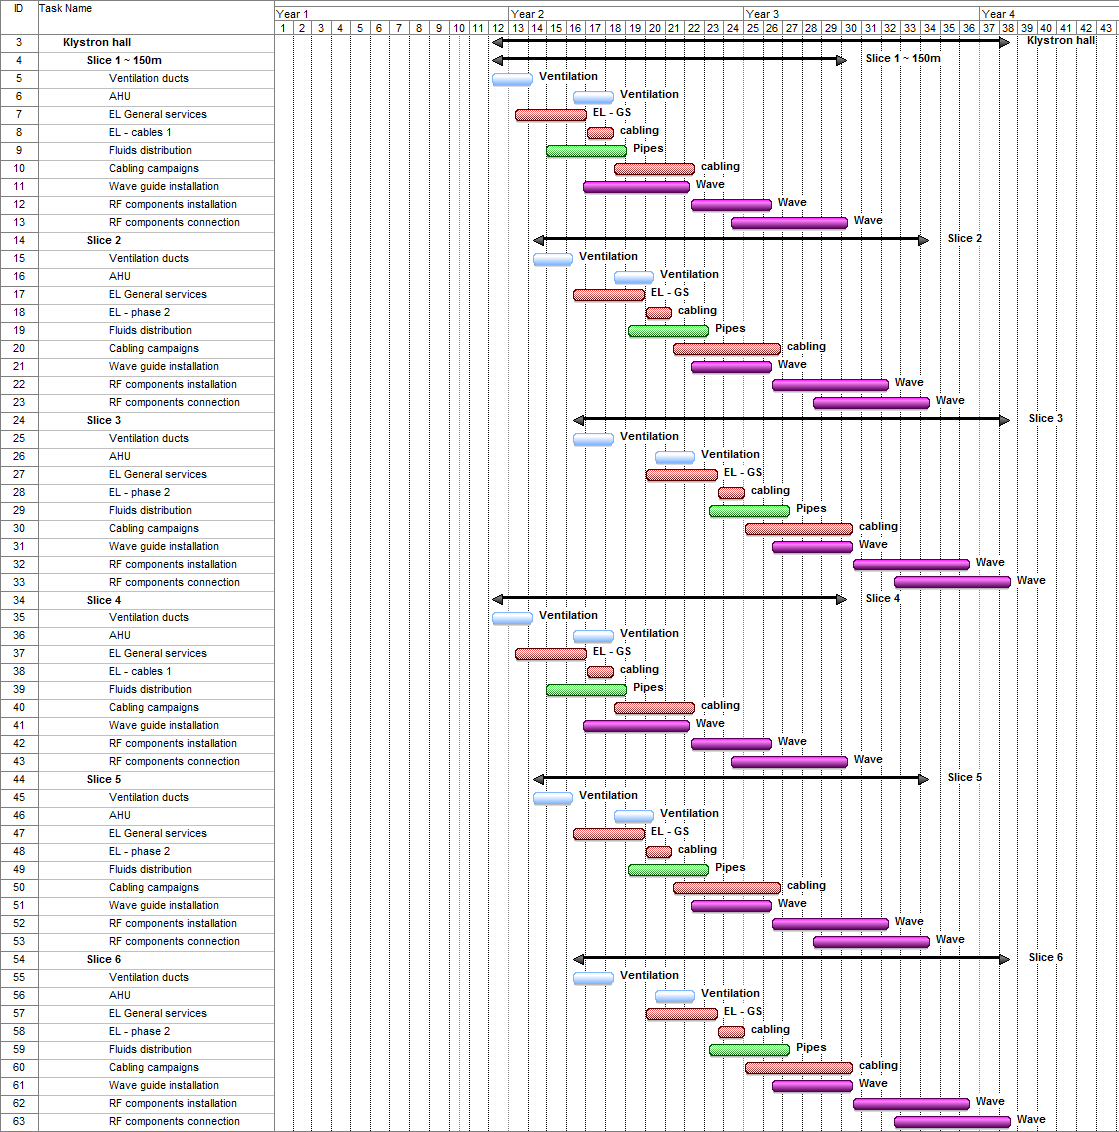 ID Task Name Year 1 Year 2 Year 3 Year 4
1 2 3 4 5 6 7 8 9 10 11 12 13 14 15 16 17 18 19 20 21 22 23 24 25 26 27 28 29 30 31 32 33 34 35 36 37 38 39 40 41 42 43
3 Klystron hall Klystron hall
4 Slice 1 ~ 150m Slice 1 ~ 150m
5 Ventilation ducts Ventilation
6 AHU Ventilation
7 EL General services EL - GS
8 EL - cables 1 cabling
9 Fluids distribution Pipes
10 Cabling campaigns cabling
11 Wave guide installation Wave
12 RF components installation Wave
13 RF components connection Wave
14 Slice 2 Slice 2
15 Ventilation ducts Ventilation
16 AHU Ventilation
17 EL General services EL - GS
18 EL - phase 2 cabling
19 Fluids distribution Pipes
20 Cabling campaigns cabling
21 Wave guide installation Wave
22 RF components installation Wave
23 RF components connection Wave
24 Slice 3 Slice 3
25 Ventilation ducts Ventilation
26 AHU Ventilation
27 EL General services EL - GS
28 EL - phase 2 cabling
29 Fluids distribution Pipes
30 Cabling campaigns cabling
31 Wave guide installation Wave
32 RF components installation Wave
33 RF components connection Wave
34 Slice 4 Slice 4
35 Ventilation ducts Ventilation
36 AHU Ventilation
37 EL General services EL - GS
38 EL - cables 1 cabling
39 Fluids distribution Pipes
40 Cabling campaigns cabling
41 Wave guide installation Wave
42 RF components installation Wave
43 RF components connection Wave
44 Slice 5 Slice 5
45 Ventilation ducts Ventilation
46 AHU Ventilation
47 EL General services EL - GS
48 EL - phase 2 cabling
49 Fluids distribution Pipes
50 Cabling campaigns cabling
51 Wave guide installation Wave
52 RF components installation Wave
53 RF components connection Wave
54 Slice 6 Slice 6
55 Ventilation ducts Ventilation
56 AHU Ventilation
57 EL General services EL - GS
58 EL - phase 2 cabling
59 Fluids distribution Pipes
60 Cabling campaigns cabling
61 Wave guide installation Wave
62 RF components installation Wave
63 RF components connection Wave